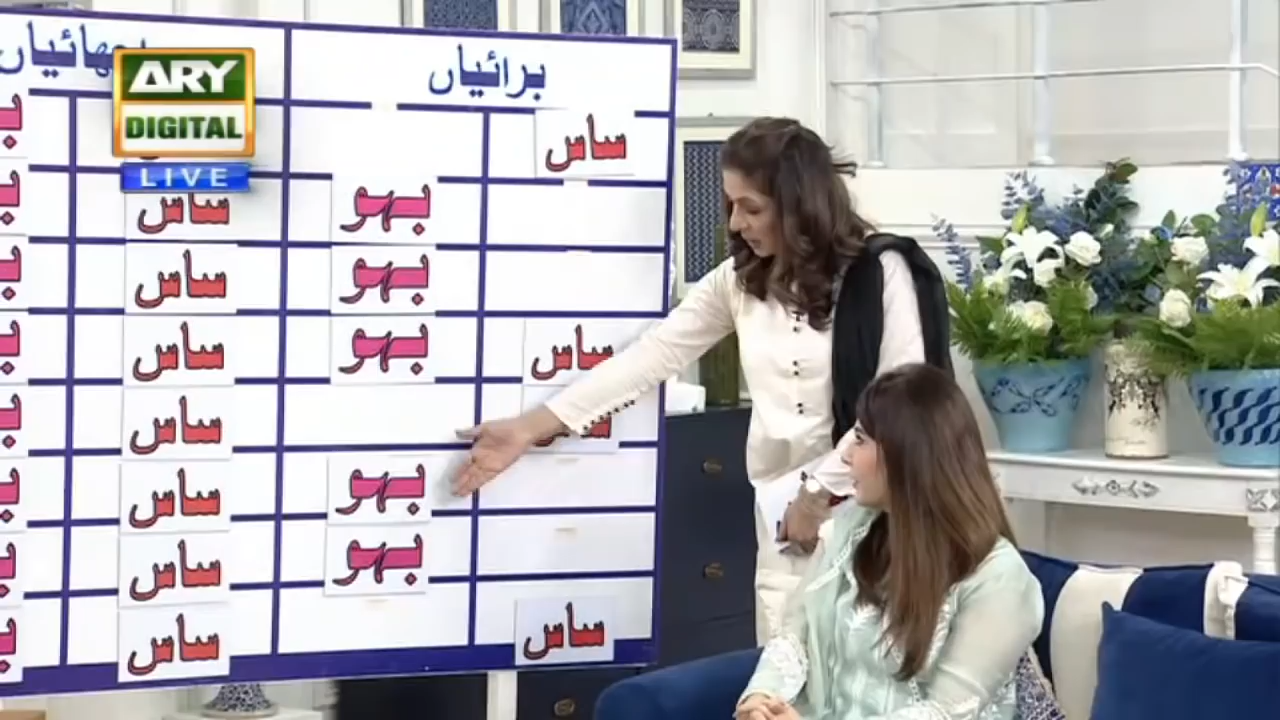 برائیاں
ARY
DIGITAL
LIVE
ساس
بہو ساس
بہو ساس
ساس بہو ساس
ساس
بہو ساس
بہو ساس
ساس ساس